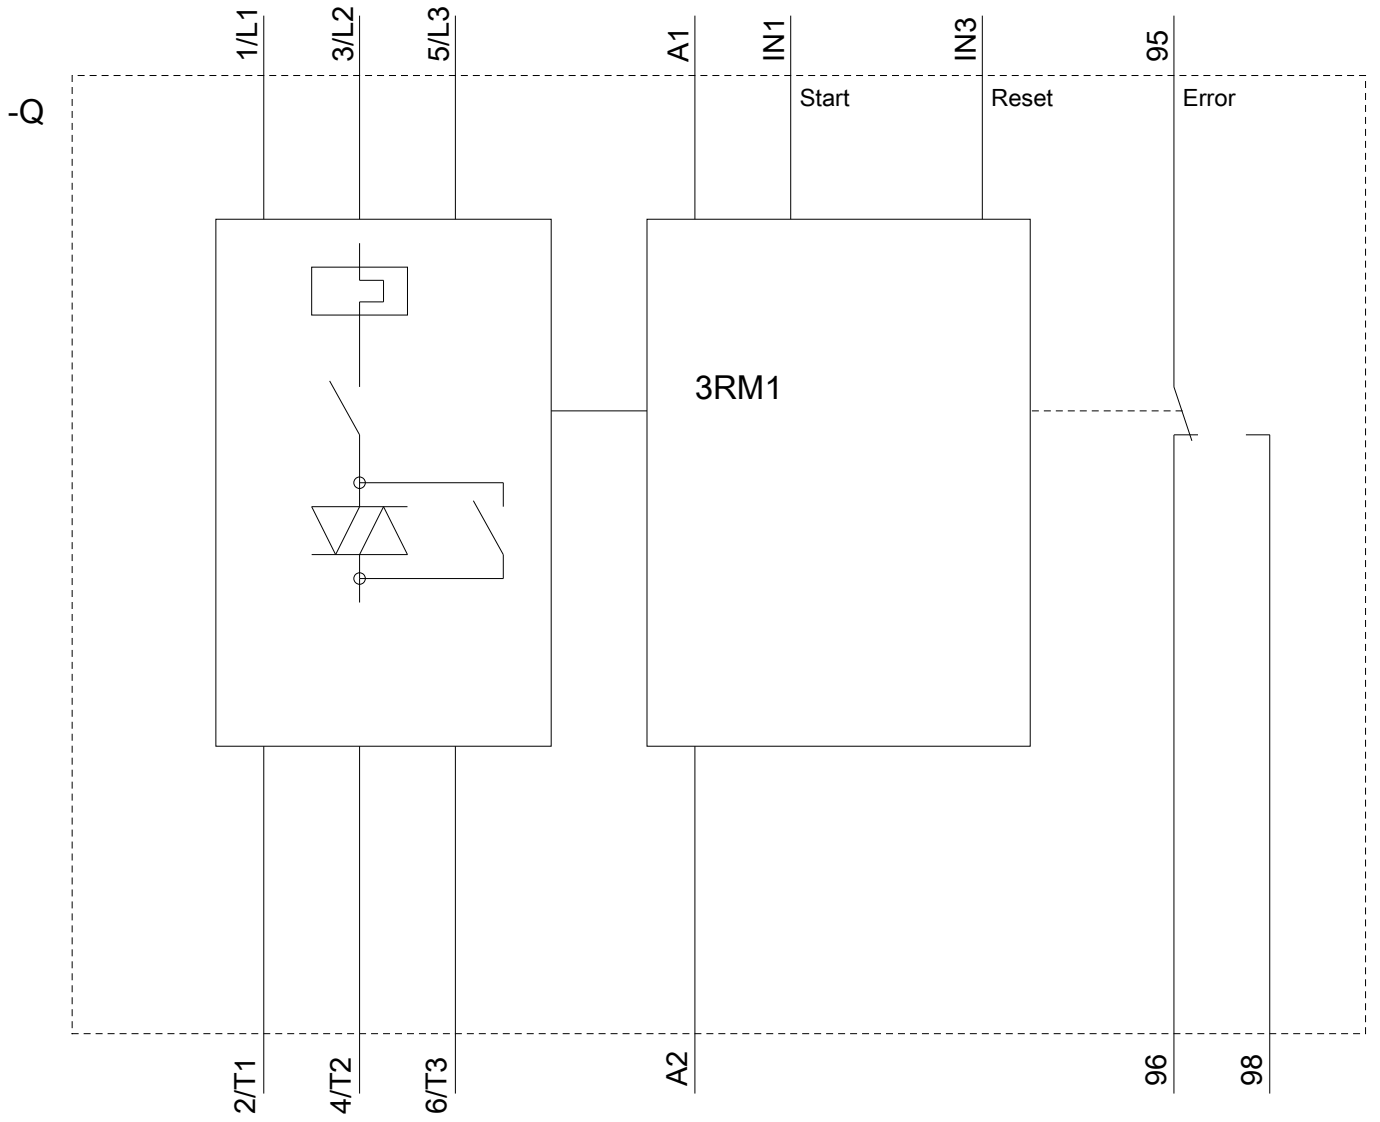 1/L1
3/L2
5/L3
A1
IN1
IN3
95
-Q
Start
Reset
Error
3RM1
2/T1
4/T2
6/T3
A2
96
98